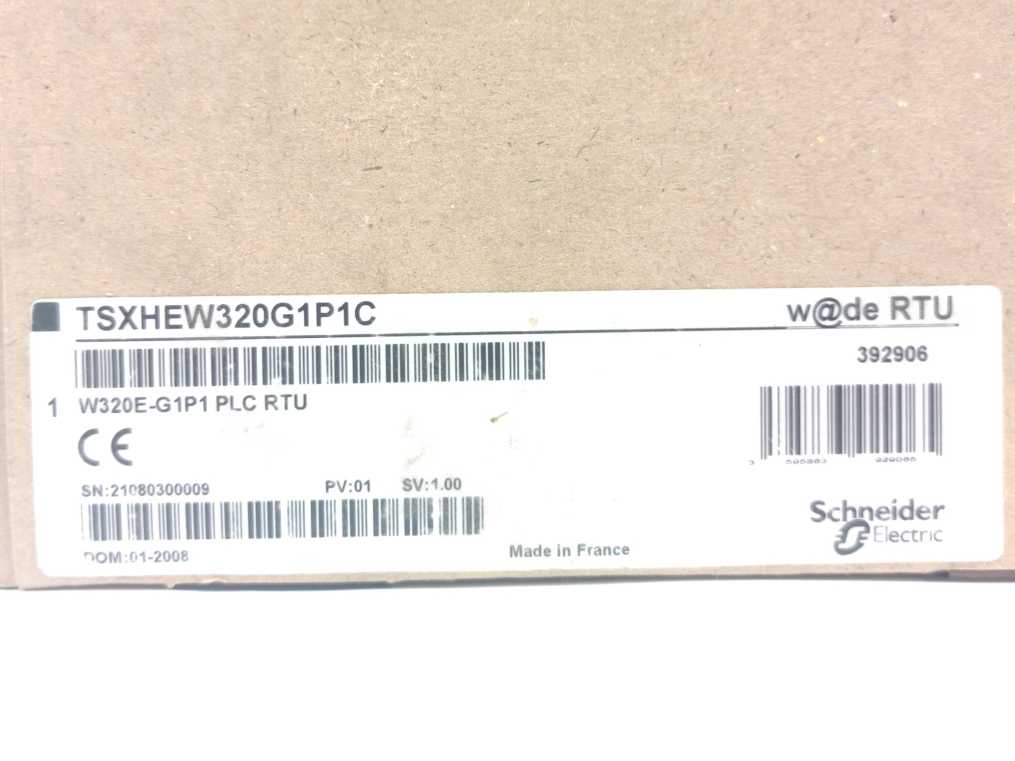 TSXHEW320G1P1C w@de RTU
392906
1 W320E-G1P1 PLC RTU
CE
SN:21080300009 PV:01 SV:1.00
DOM:01-2008
Made in France
Schneider
Electric